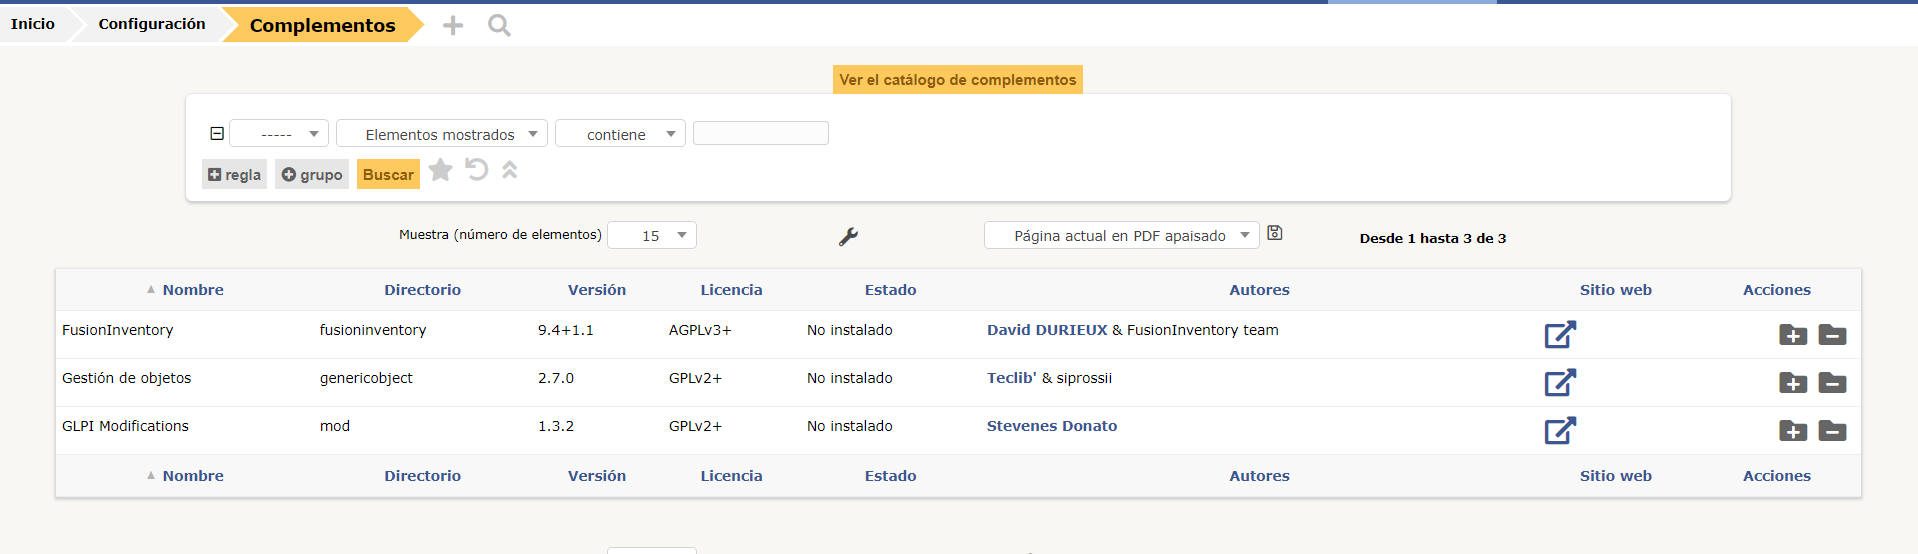 Inicio Configuración Complementos
Ver el catálogo de complementos
----- Elementos mostrados contiene
regla grupo Buscar
Muestra (número de elementos) 15 Página actual en PDF apaisado Desde 1 hasta 3 de 3
Nombre Directorio Versión Licencia Estado Autores Sitio web Acciones
FusionInventory fusioninventory 9.4+1.1 AGPLv3+ No instalado David DURIEUX & FusionInventory team
Gestión de objetos genericobject 2.7.0 GPLv2+ No instalado Teclib' & siprossii
GLPI Modifications mod 1.3.2 GPLv2+ No instalado Stevenes Donato
Nombre Directorio Versión Licencia Estado Autores Sitio web Acciones